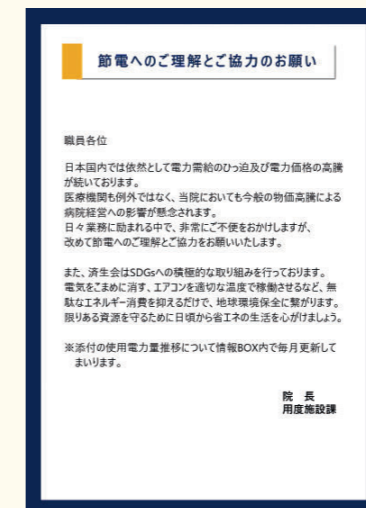 節電へのご理解とご協力のお願い
職員各位
日本国内では依然として電力需給のひっ迫及び電力価格の高騰
が続いております。
医療機関も例外ではなく、当院においても今般の物価高騰による
病院経営への影響が懸念されます。
日々業務に励まれる中で、非常にご不便をおかけしますが、
改めて節電へのご理解とご協力をお願いいたします。
また、済生会はSDGsへの積極的な取り組みを行っております。
電気をこまめに消す、エアコンを適切な温度で稼働させるなど、無
駄なエネルギー消費を抑えるだけで、地球環境保全に繋がります。
限りある資源を守るために日頃から省エネの生活を心がけましょう。
※添付の使用電力量推移について情報BOX内で毎月更新して
まいります。
院 長
用度施設課